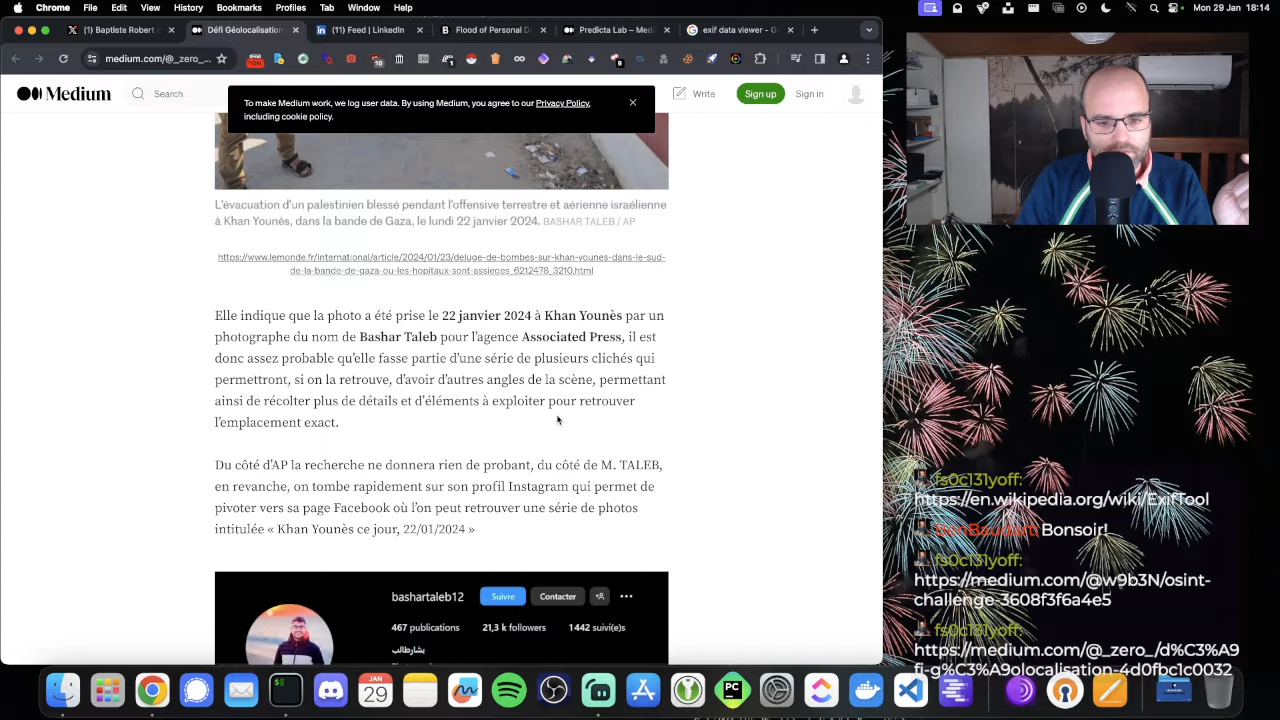 Chrome File Edit View History Bookmarks Profiles Tab Window Help
Mon 29 Jan 18:14
(1) Baptiste Robert
Défi Géolocalisation
(11) Feed | LinkedIn
Flood of Personal D
Predicta Lab – Medi
exif data viewer - G
medium.com/@_zero_...
Medium
Search
To make Medium work, we log user data. By using Medium, you agree to our Privacy Policy,
including cookie policy.
Write
Sign up
Sign in
L'évacuation d'un palestinien blessé pendant l'offensive terrestre et aérienne israélienne
à Khan Younès, dans la bande de Gaza, le lundi 22 janvier 2024. BASHAR TALEB / AP
https://www.lemonde.fr/international/article/2024/01/23/deluge-de-bombes-sur-khan-younes-dans-le-sud-
de-la-bande-de-gaza-ou-les-hopitaux-sont-assieges_6212478_3210.html
Elle indique que la photo a été prise le 22 janvier 2024 à Khan Younès par un
photographe du nom de Bashar Taleb pour l'agence Associated Press, il est
donc assez probable qu'elle fasse partie d'une série de plusieurs clichés qui
permettront, si on la retrouve, d'avoir d'autres angles de la scène, permettant
ainsi de récolter plus de détails et d'éléments à exploiter pour retrouver
l'emplacement exact.
Du côté d'AP la recherche ne donnera rien de probant, du côté de M. TALEB,
en revanche, on tombe rapidement sur son profil Instagram qui permet de
pivoter vers sa page Facebook où l'on peut retrouver une série de photos
intitulée « Khan Younès ce jour, 22/01/2024 »
bashartaleb12
Suivre
Contacter
467 publications
21,3 k followers
1 442 suivi(e)s
بشارطالب
fs0c131yoff:
https://en.wikipedia.org/wiki/ExifTool
Bonsoir!
fs0c131yoff:
https://medium.com/@w9b3N/osint-
challenge-3608f3f6a4e5
fs0c131yoff:
https://medium.com/@_zero_/d%C3%A9
fi-g%C3%A9olocalisation-4d0fbc1c0032
JAN
29
PC